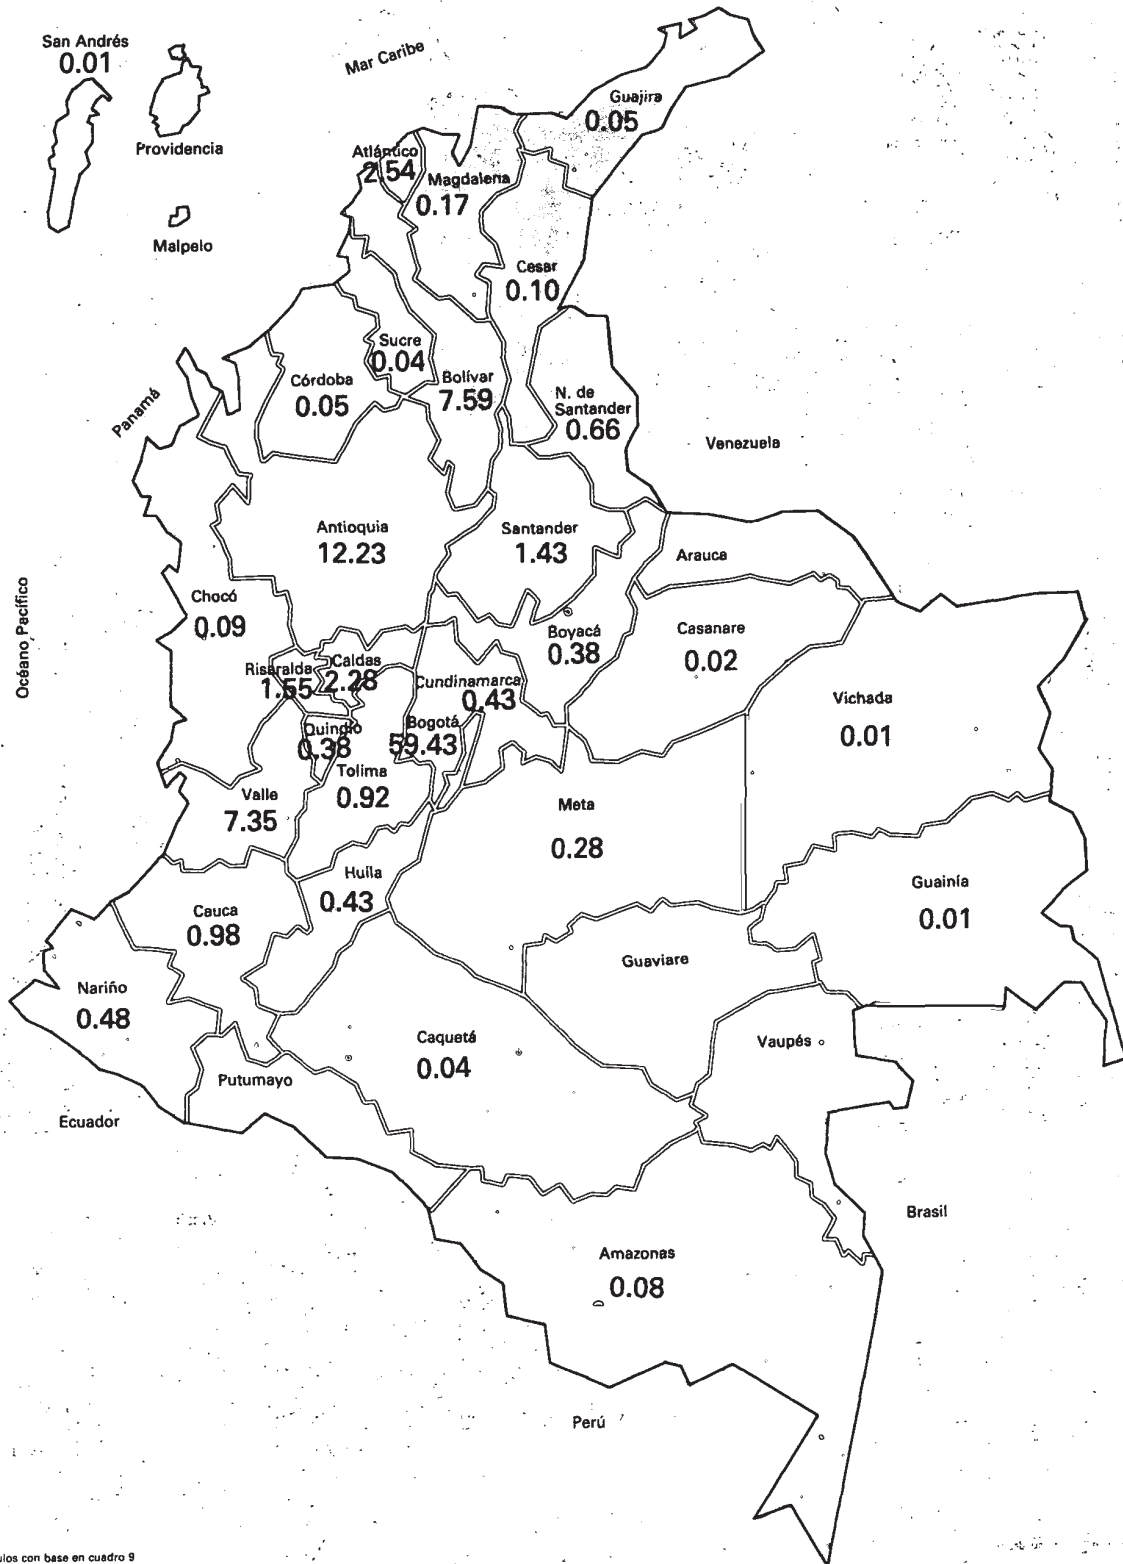 San Andrés
0.01
Providencia
Malpelo
Mar Caribe
Guajira
0.05
Atlántico
2.54
Magdalena
0.17
Cesar
0.10
Sucre
0.04
Córdoba
0.05
Bolívar
7.59
N. de
Santander
0.66
Panamá
Venezuela
Antioquia
12.23
Santander
1.43
Arauca
Océano Pacífico
Chocó
0.09
Boyacá
0.38
Casanare
0.02
Risaralda
1.55
Caldas
2.28
Cundinamarca
0.43
Vichada
0.01
Quindío
0.38
Bogotá
59.43
Tolima
0.92
Valle
7.35
Meta
0.28
Huila
0.43
Guainía
0.01
Cauca
0.98
Guaviare
Nariño
0.48
Caquetá
0.04
Vaupés
Putumayo
Ecuador
Brasil
Amazonas
0.08
Perú
ulos con base en cuadro 9